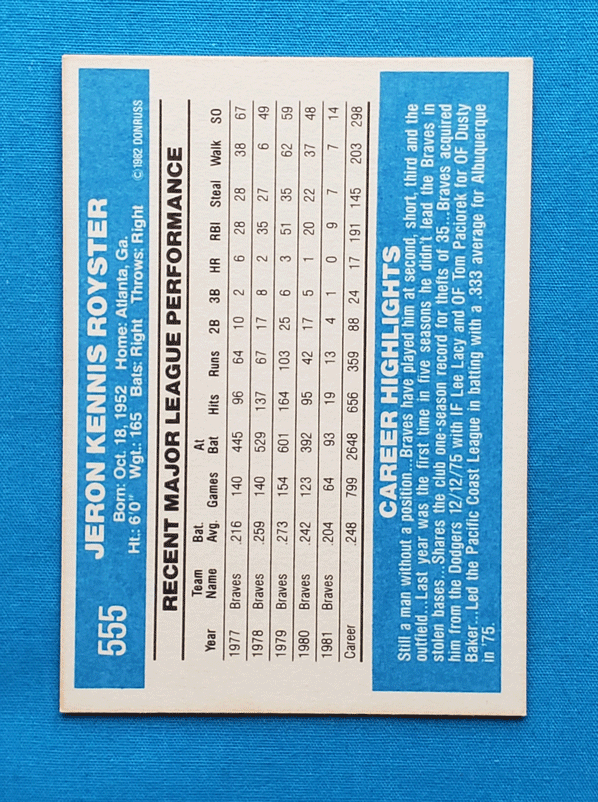 555
JERON KENNIS ROYSTER
Born: Oct. 18, 1952 Home: Atlanta, Ga.
Ht.: 6'0" Wgt.: 165 Bats: Right Throws: Right ©1982 DONRUSS
RECENT MAJOR LEAGUE PERFORMANCE
Year Team Name Bat. Avg. Games At Bat Hits Runs 2B 3B HR RBI Steal Walk SO
1977 Braves .216 140 445 96 64 10 2 6 28 28 38 67
1978 Braves .259 140 529 137 67 17 8 2 35 27 6 49
1979 Braves .273 154 601 164 103 25 6 3 51 35 62 59
1980 Braves .242 123 392 95 42 17 5 1 20 22 37 48
1981 Braves .204 64 93 19 13 4 1 0 9 7 7 14
Career .248 799 2648 656 359 88 24 17 191 145 203 298
CAREER HIGHLIGHTS
Still a man without a position...Braves have played him at second, short, third and the
outfield...Last year was the first time in five seasons he didn't lead the Braves in
stolen bases...Shares the club one-season record for thefts of 35...Braves acquired
him from the Dodgers 12/12/75 with IF Lee Lacy and OF Tom Paciorek for OF Dusty
Baker...Led the Pacific Coast League in batting with a .333 average for Albuquerque
in '75.